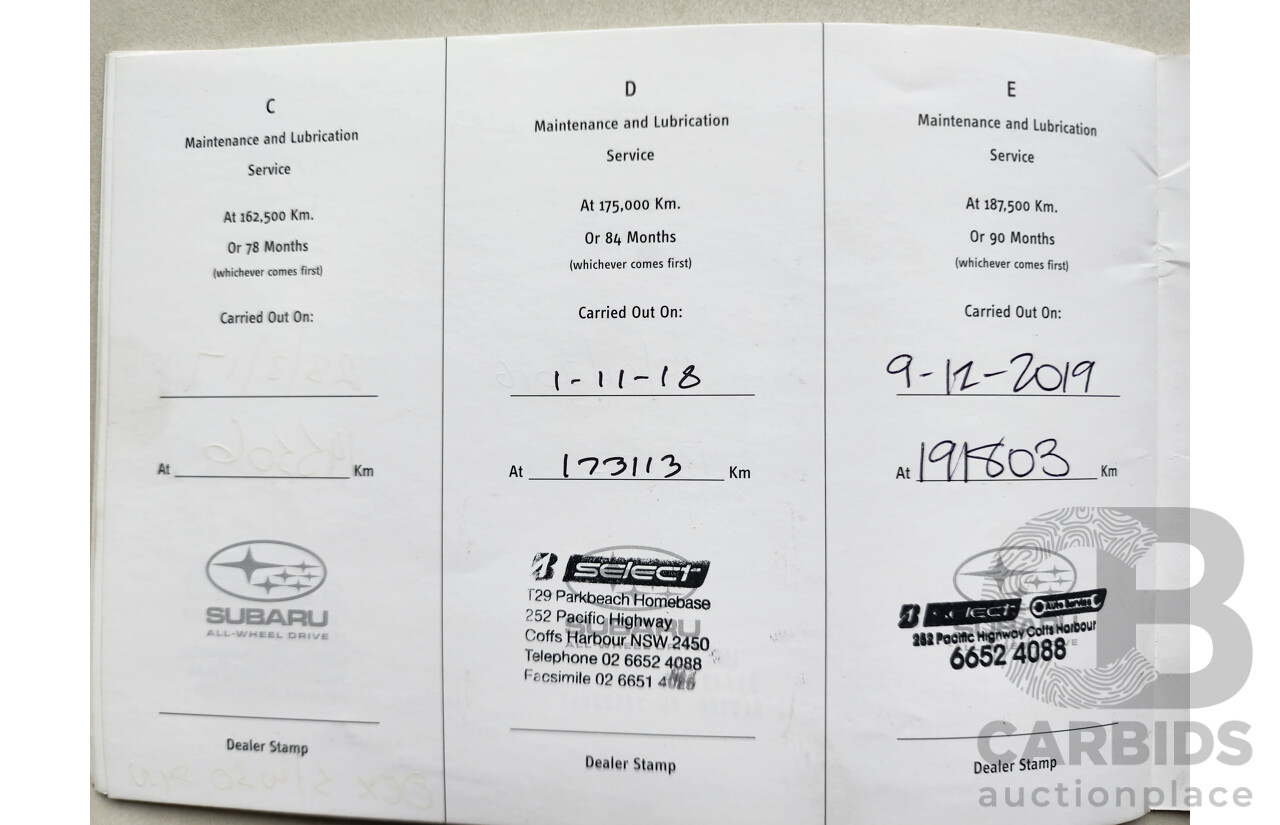 C
Maintenance and Lubrication
Service
At 162,500 Km.
Or 78 Months
(whichever comes first)
Carried Out On:
At Km
SUBARU
ALL-WHEEL DRIVE
Dealer Stamp
D
Maintenance and Lubrication
Service
At 175,000 Km.
Or 84 Months
(whichever comes first)
Carried Out On:
1-11-18
At 173113 Km
SELECT
T29 Parkbeach Homebase
252 Pacific Highway
SUBARU
Coffs Harbour NSW 2450
Telephone 02 6652 4088
Facsimile 02 6651
Dealer Stamp
E
Maintenance and Lubrication
Service
At 187,500 Km.
Or 90 Months
(whichever comes first)
Carried Out On:
9-12-2019
At 191803 Km
SELECT Auto Service
252 Pacific Highway Coffs Harbour
6652 4088
Dealer Stamp
B
CARBIDS
auctionplace